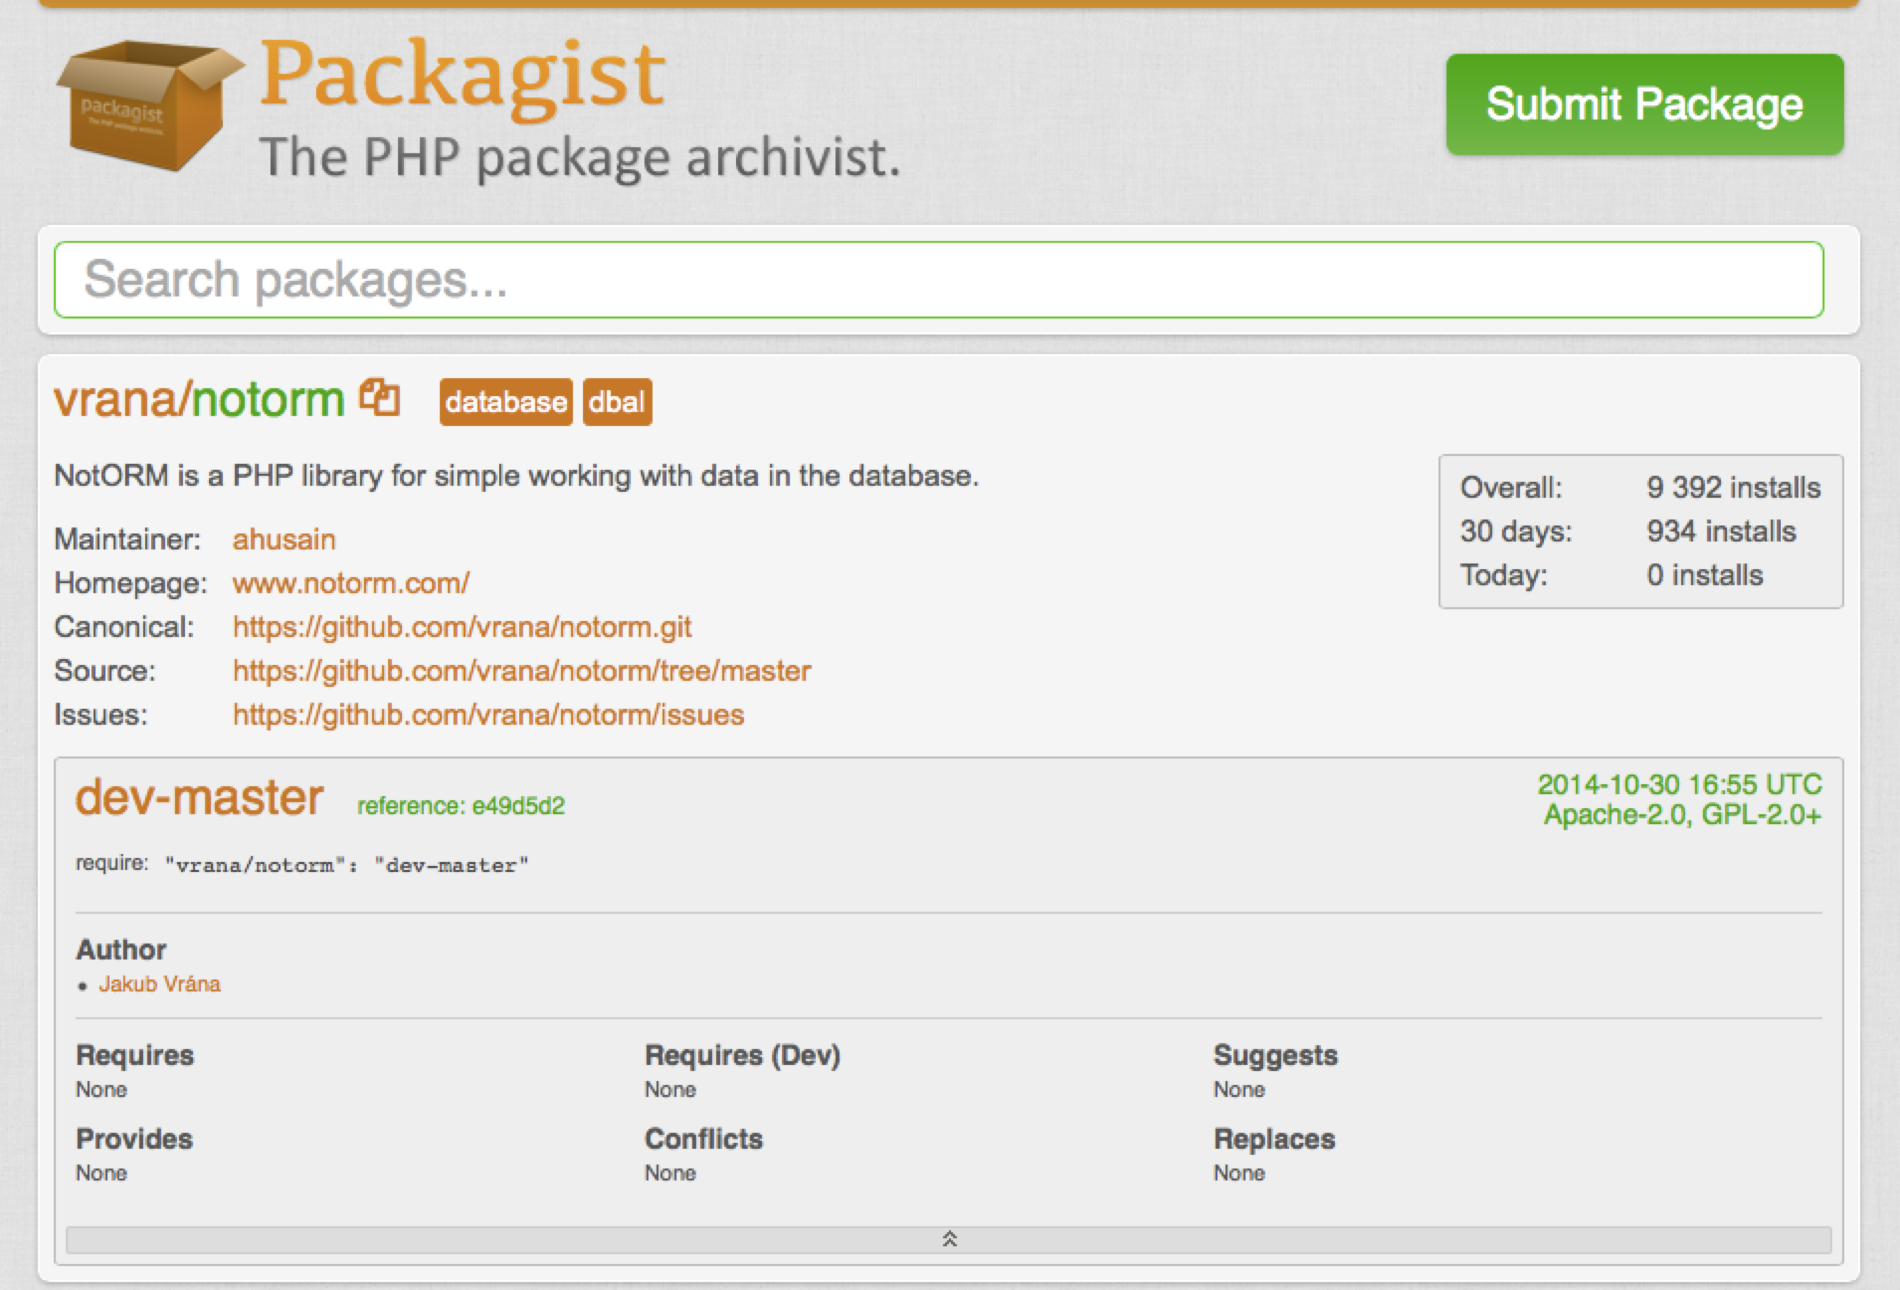 packagist
Packagist
The PHP package archivist.
Submit Package
Search packages...
vrana/notorm database dbal
NotORM is a PHP library for simple working with data in the database.
Overall: 9 392 installs
30 days: 934 installs
Today: 0 installs
Maintainer: ahusain
Homepage: www.notorm.com/
Canonical: https://github.com/vrana/notorm.git
Source: https://github.com/vrana/notorm/tree/master
Issues: https://github.com/vrana/notorm/issues
dev-master reference: e49d5d2
2014-10-30 16:55 UTC
Apache-2.0, GPL-2.0+
require: "vrana/notorm": "dev-master"
Author
• Jakub Vrána
Requires Requires (Dev) Suggests
None None None
Provides Conflicts Replaces
None None None